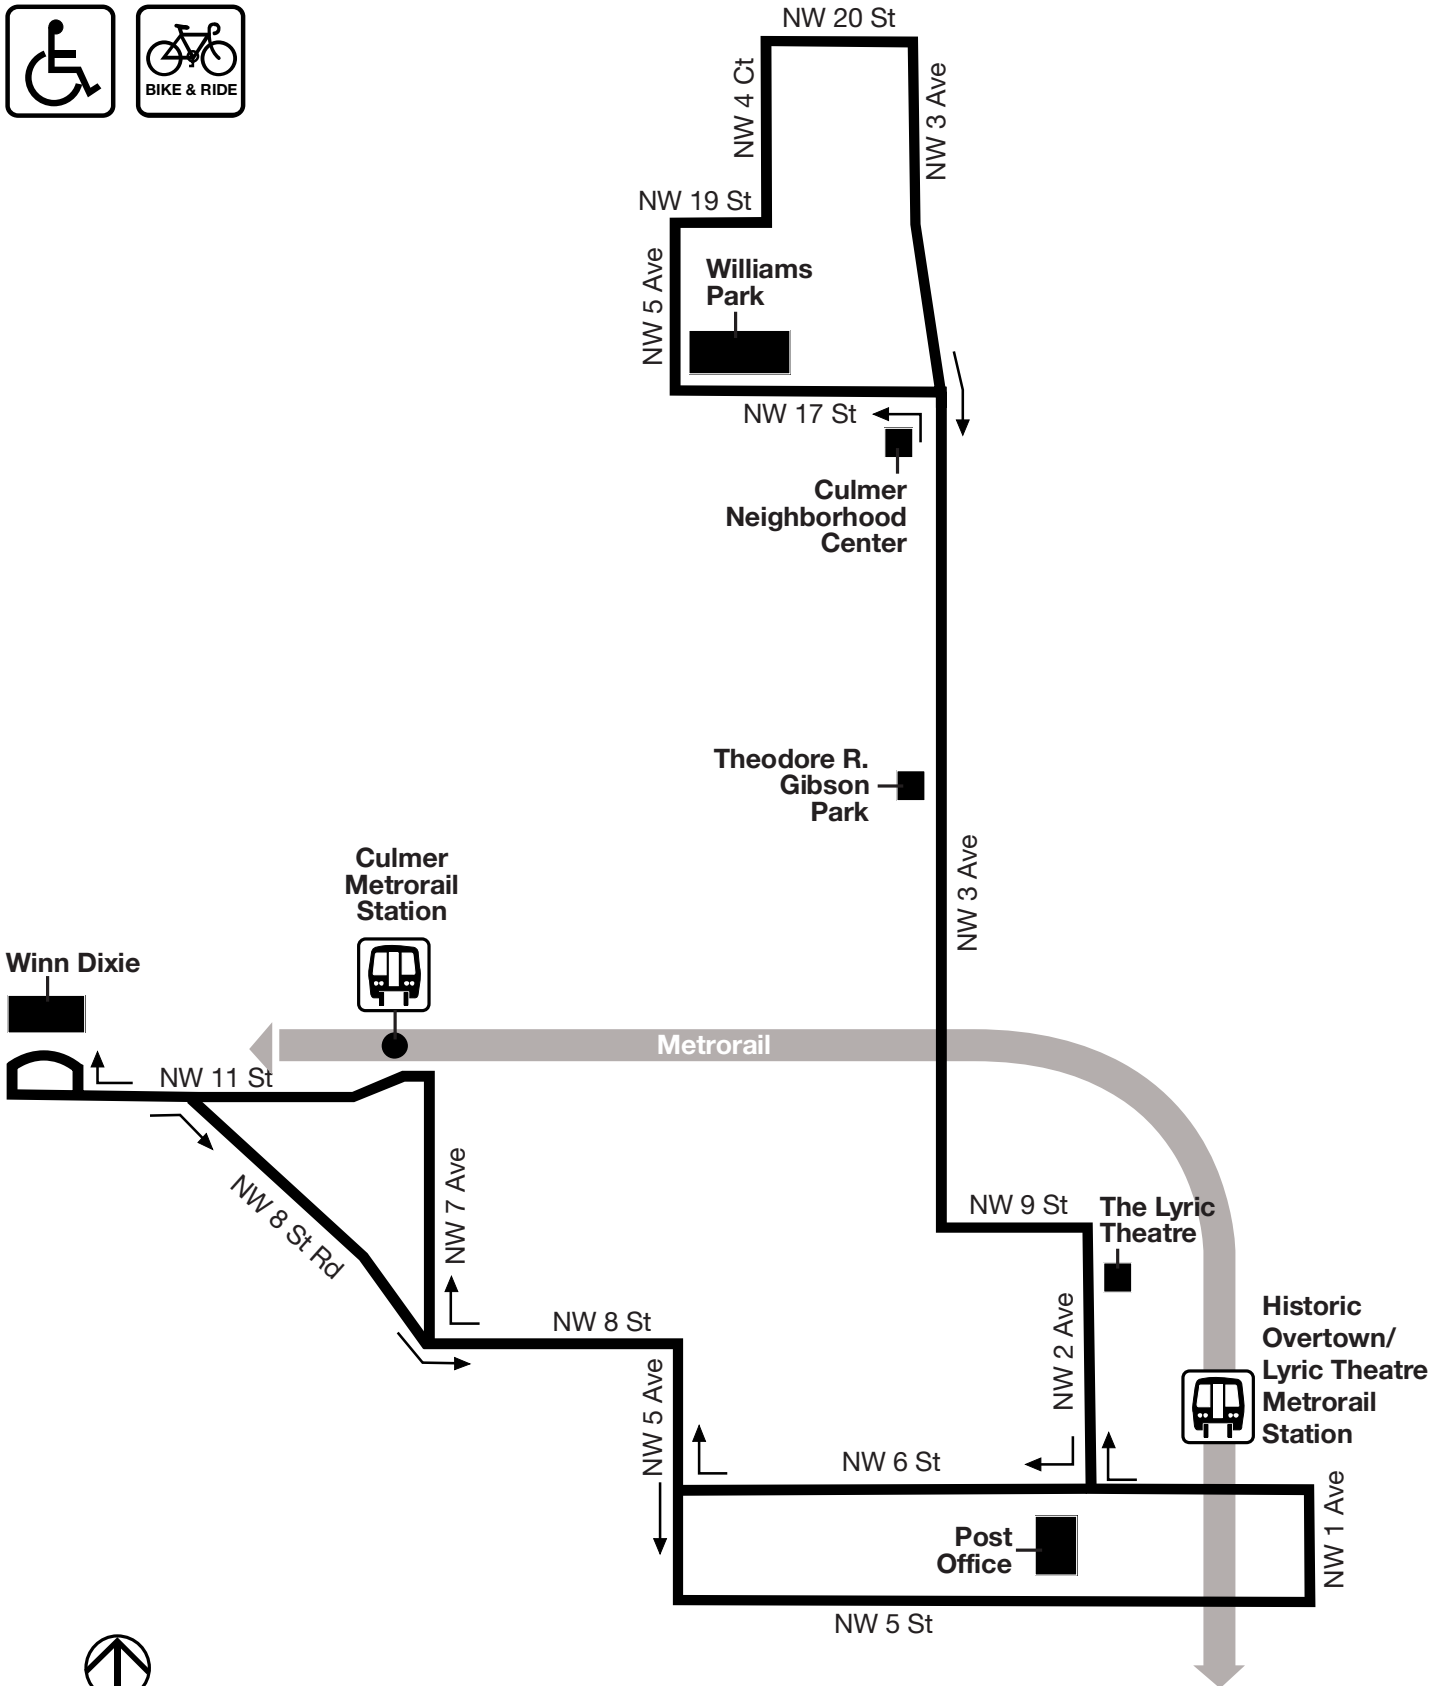 NW 20 St
NW 4 Ct
NW 3 Ave
BIKE & RIDE
NW 19 St
NW 5 Ave
Williams
Park
NW 17 St
Culmer
Neighborhood
Center
Theodore R.
Gibson
Park
NW 3 Ave
Culmer
Metrorail
Station
Winn Dixie
Metrorail
NW 11 St
NW 8 St Rd
NW 7 Ave
NW 9 St
The Lyric
Theatre
NW 8 St
NW 5 Ave
NW 2 Ave
Historic
Overtown/
Lyric Theatre
Metrorail
Station
NW 6 St
NW 1 Ave
Post
Office
NW 5 St